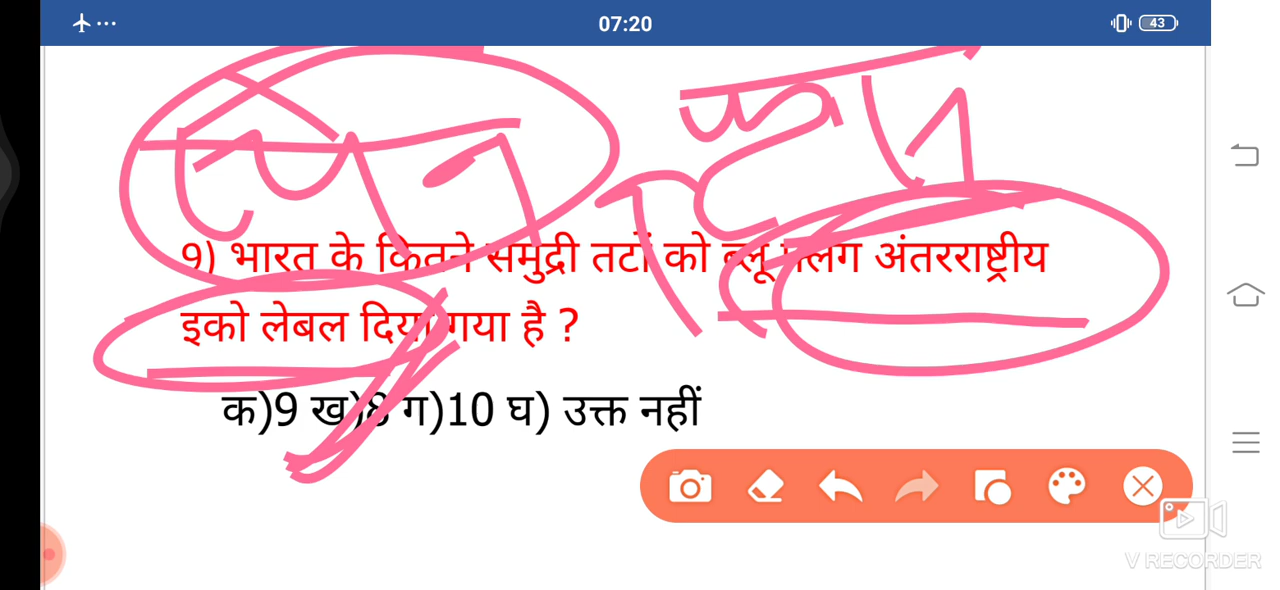 07:20
43
9) भारत के कितने समुद्री तटों को ब्लू फ्लैग अंतरराष्ट्रीय
इको लेबल दिया गया है ?
क)9 ख)8 ग)10 घ) उक्त नहीं
V RECORDER